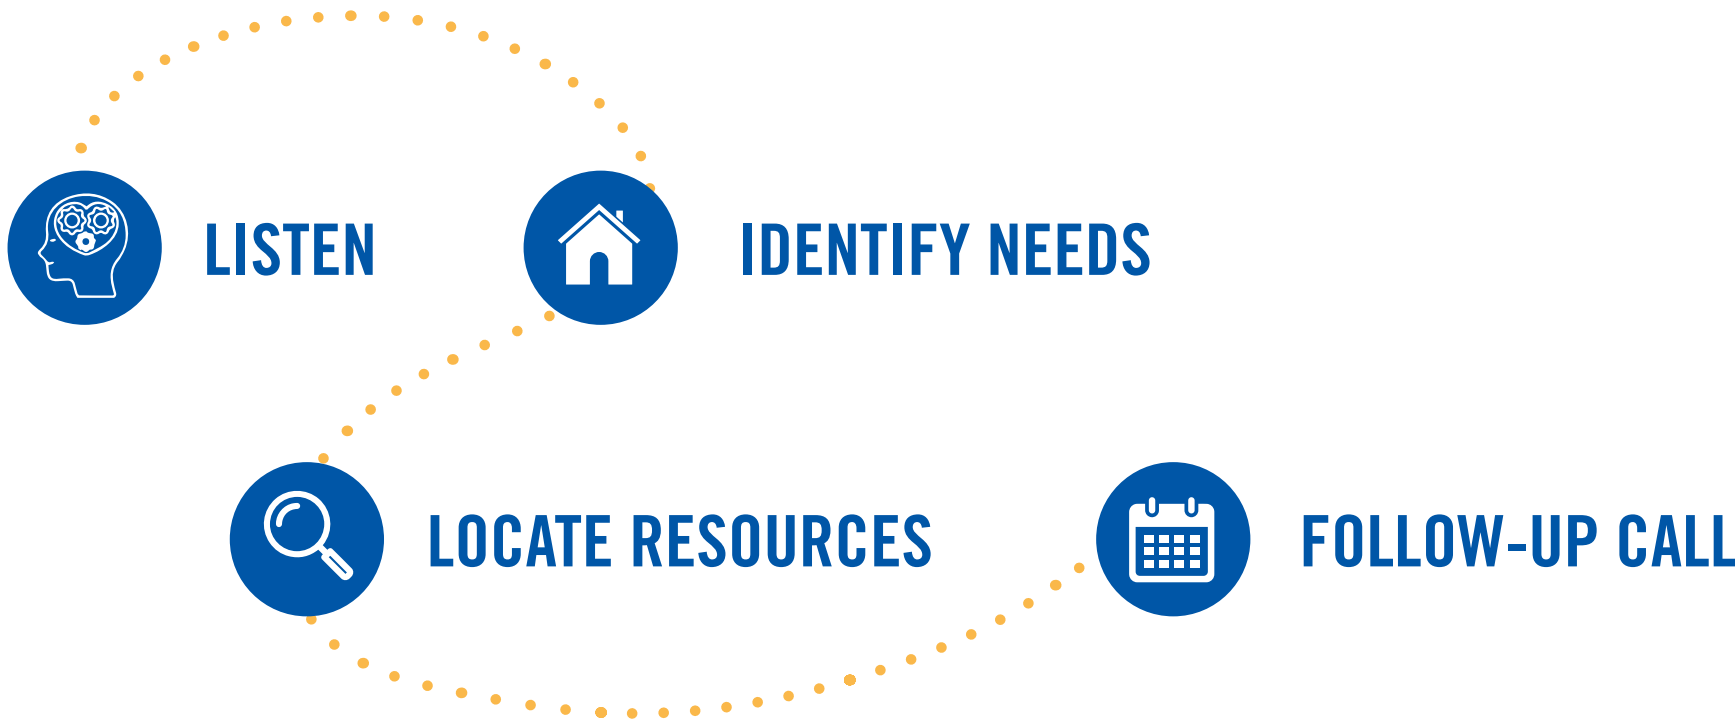 LISTEN
IDENTIFY NEEDS
LOCATE RESOURCES
FOLLOW-UP CALL